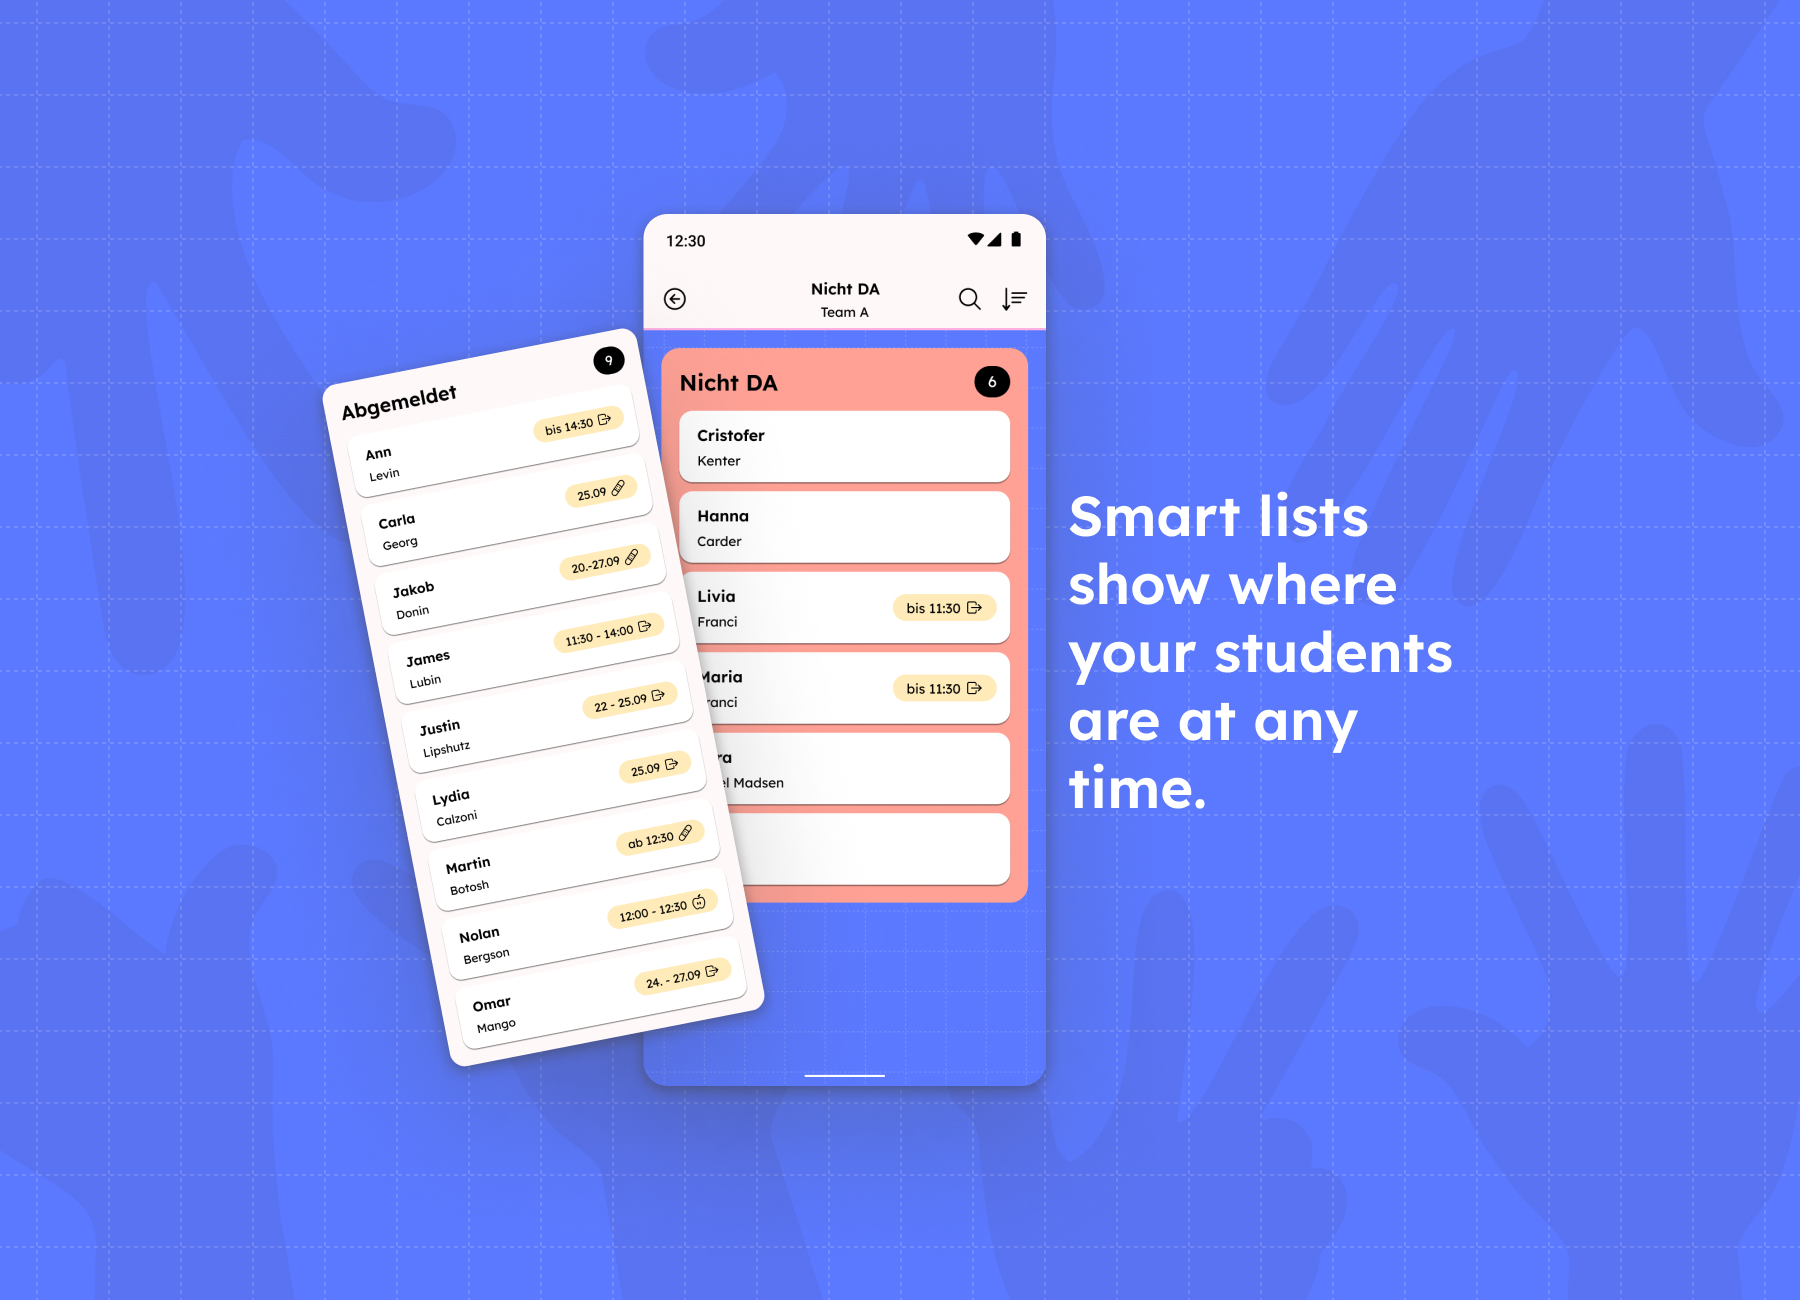 12:30
Nicht DA
Team A
Nicht DA
6
Cristofer
Kenter
Hanna
Carder
Livia
Franci
bis 11:30
Maria
ranci
bis 11:30
ra
el Madsen
9
Abgemeldet
Ann
Levin
bis 14:30
Carla
Georg
25.09
Jakob
Donin
20.-27.09
James
Lubin
11:30 - 14:00
Justin
Lipshutz
22 - 25.09
Lydia
Calzoni
25.09
Martin
Botosh
ab 12:30
Nolan
Bergson
12:00 - 12:30
Omar
Mango
24. - 27.09
Smart lists
show where
your students
are at any
time.